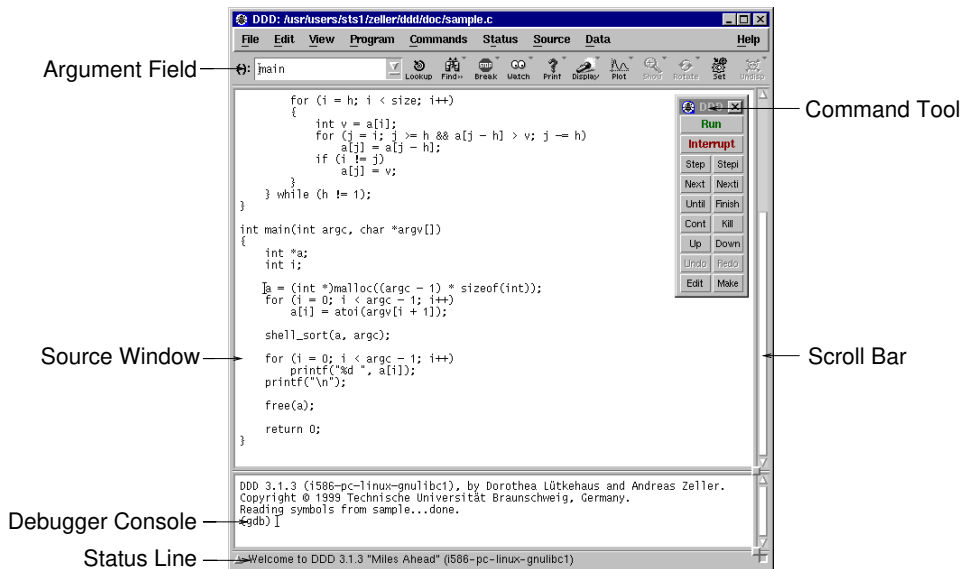 DDD: /usr/users/sts1/zeller/ddd/doc/sample.c
File Edit View Program Commands Status Source Data Help
Argument Field
(): main
Lookup Find» Break Watch Print Display Plot Show Rotate Set Undisp
for (i = h; i < size; i++)
{
int v = a[i];
for (j = i; j >= h && a[j - h] > v; j -= h)
a[j] = a[j - h];
if (i != j)
a[j] = v;
}
} while (h != 1);
}
int main(int argc, char *argv[])
{
int *a;
int i;
a = (int *)malloc((argc - 1) * sizeof(int));
for (i = 0; i < argc - 1; i++)
a[i] = atoi(argv[i + 1]);
shell_sort(a, argc);
for (i = 0; i < argc - 1; i++)
printf("%d ", a[i]);
printf("\n");
free(a);
return 0;
}
Source Window
DDD
Command Tool
Run
Interrupt
Step Stepi
Next Nexti
Until Finish
Cont Kill
Up Down
Undo Redo
Edit Make
Scroll Bar
DDD 3.1.3 (i586-pc-linux-gnulibc1), by Dorothea Lütkehaus and Andreas Zeller.
Copyright © 1999 Technische Universität Braunschweig, Germany.
Reading symbols from sample...done.
Debugger Console
(gdb)
Status Line
Welcome to DDD 3.1.3 "Miles Ahead" (i586-pc-linux-gnulibc1)